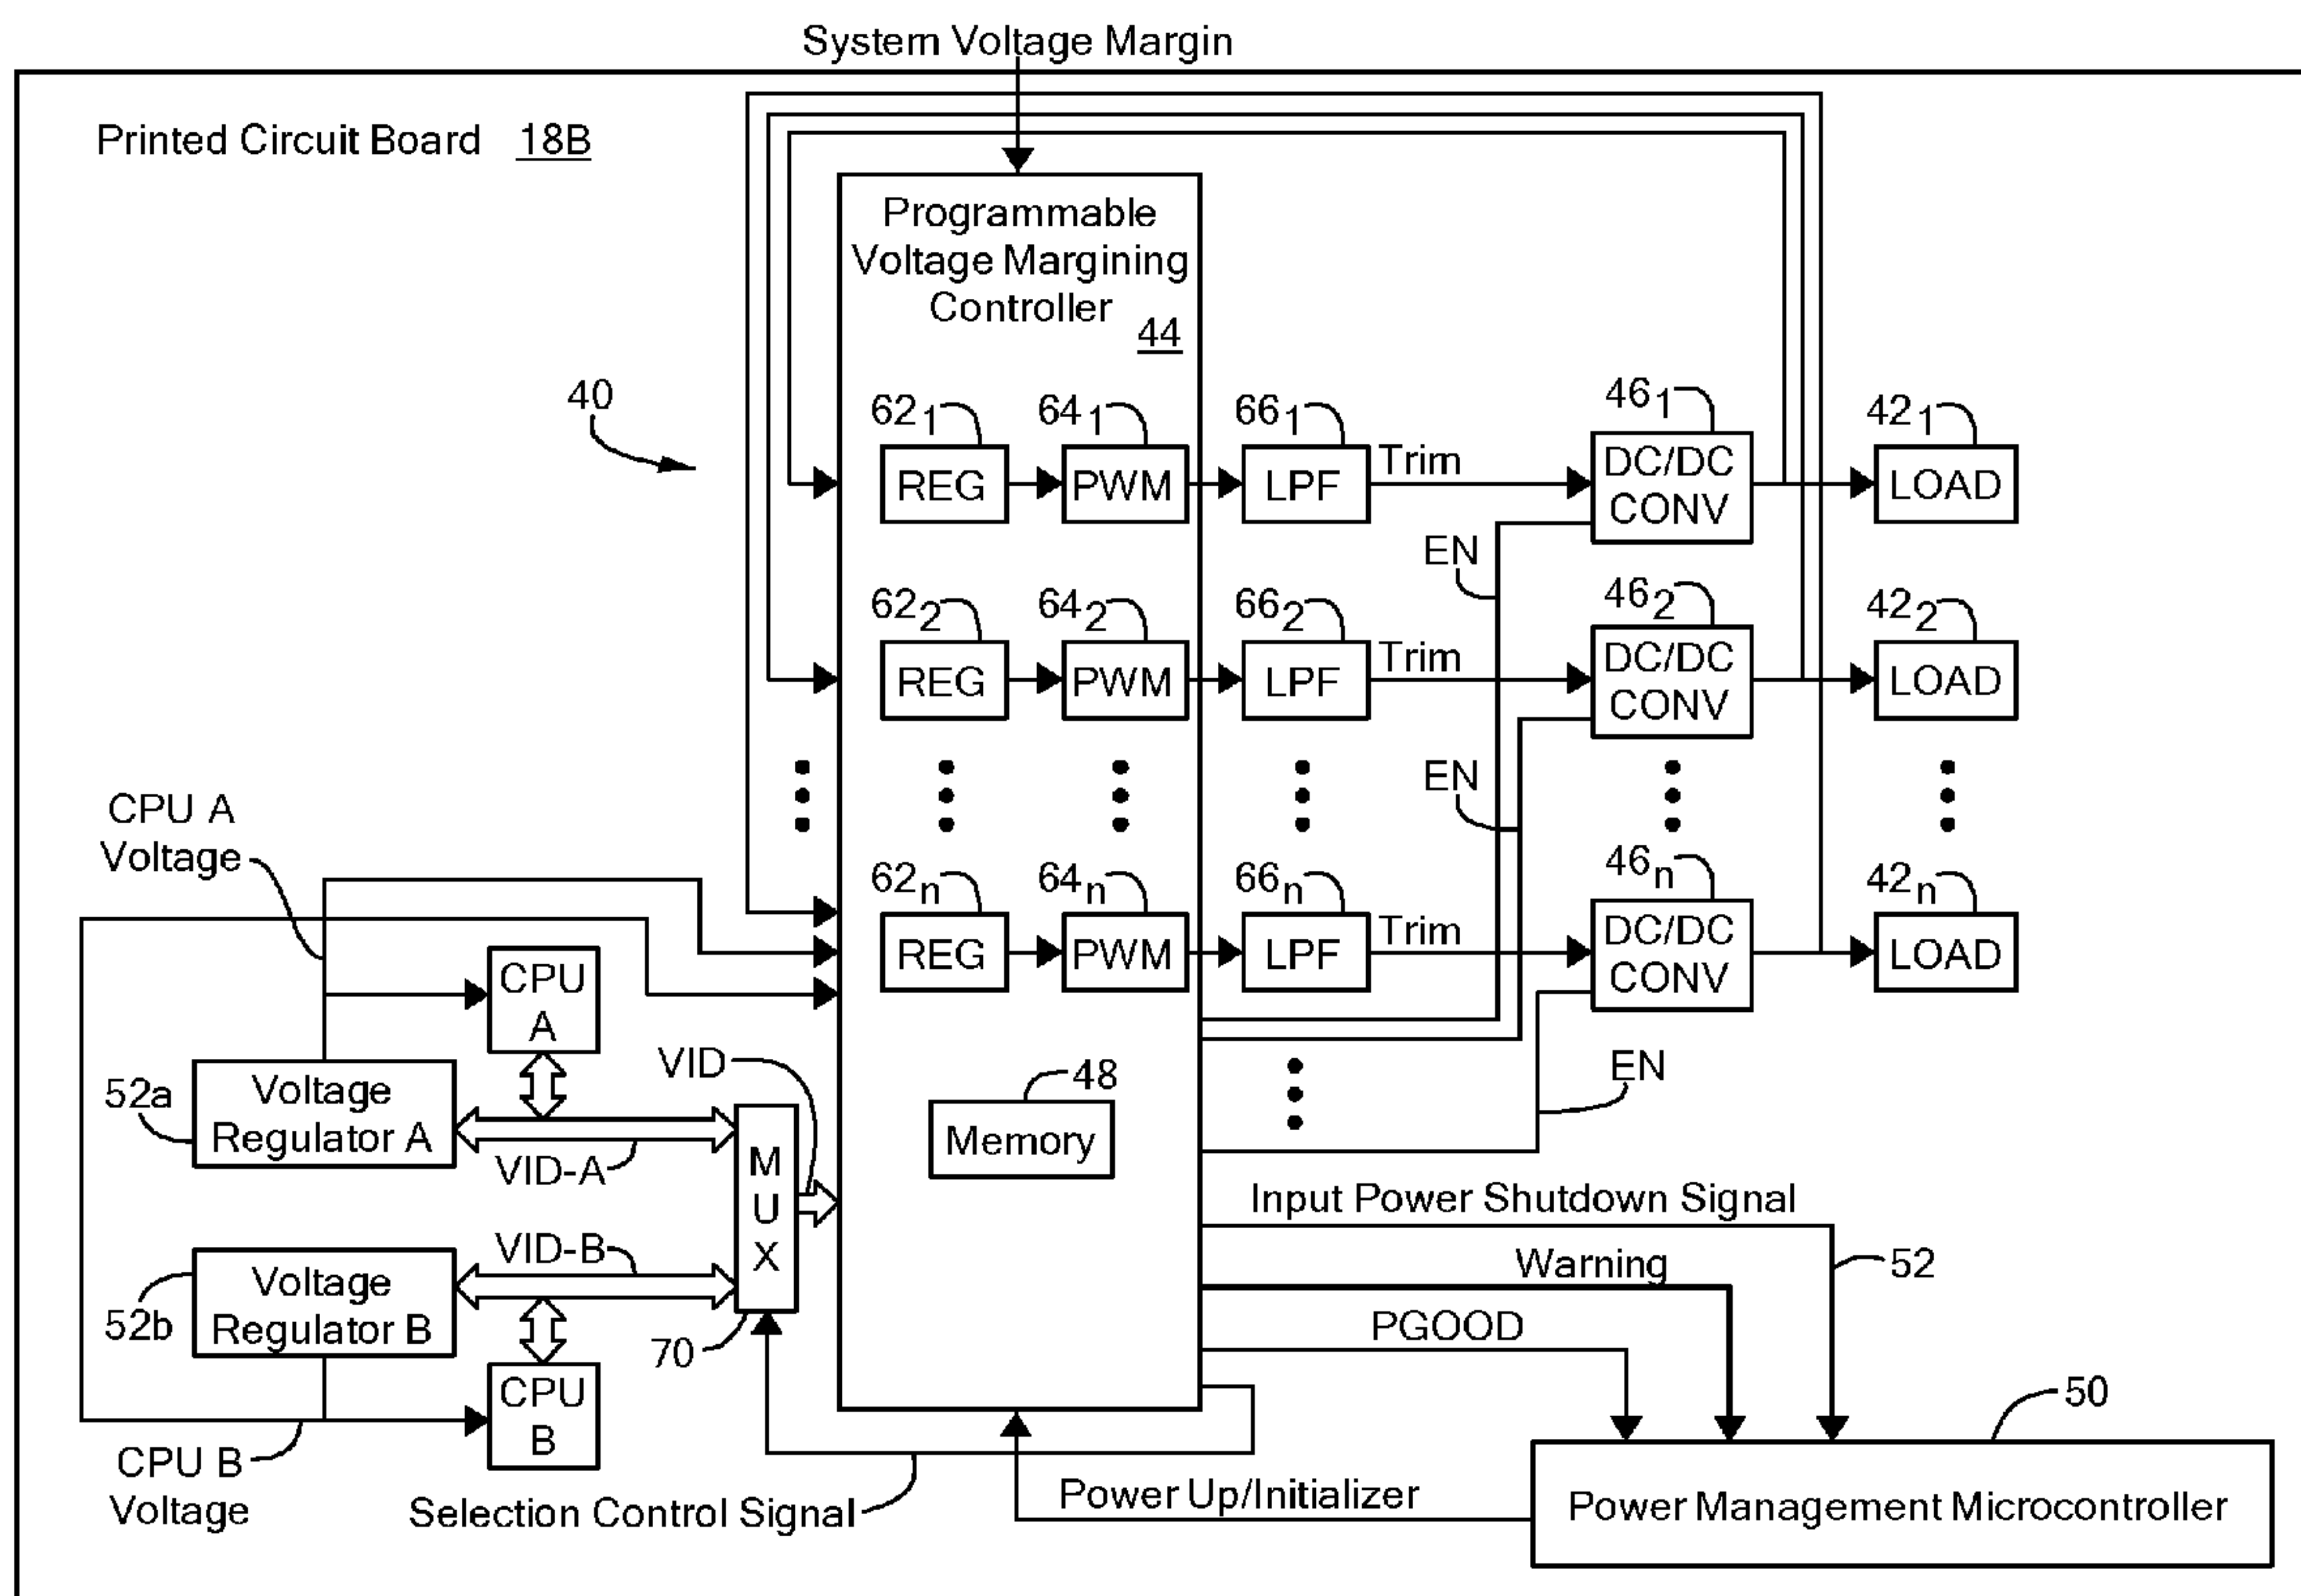 System Voltage Margin
Printed Circuit Board 18B
Programmable
Voltage Margining
Controller
44
40
62₁ 64₁ 66₁ 46₁ 42₁
REG PWM LPF Trim DC/DC CONV LOAD
EN
62₂ 64₂ 66₂ 46₂ 42₂
REG PWM LPF Trim DC/DC CONV LOAD
EN
62ₙ 64ₙ 66ₙ 46ₙ 42ₙ
REG PWM LPF Trim DC/DC CONV LOAD
EN
CPU A
Voltage
CPU
A
52a
Voltage
Regulator A
VID-A
VID
M
U
X
70
48
Memory
52b
Voltage
Regulator B
VID-B
CPU
B
CPU B
Voltage
Selection Control Signal
Input Power Shutdown Signal
52
Warning
PGOOD
50
Power Up/Initializer
Power Management Microcontroller